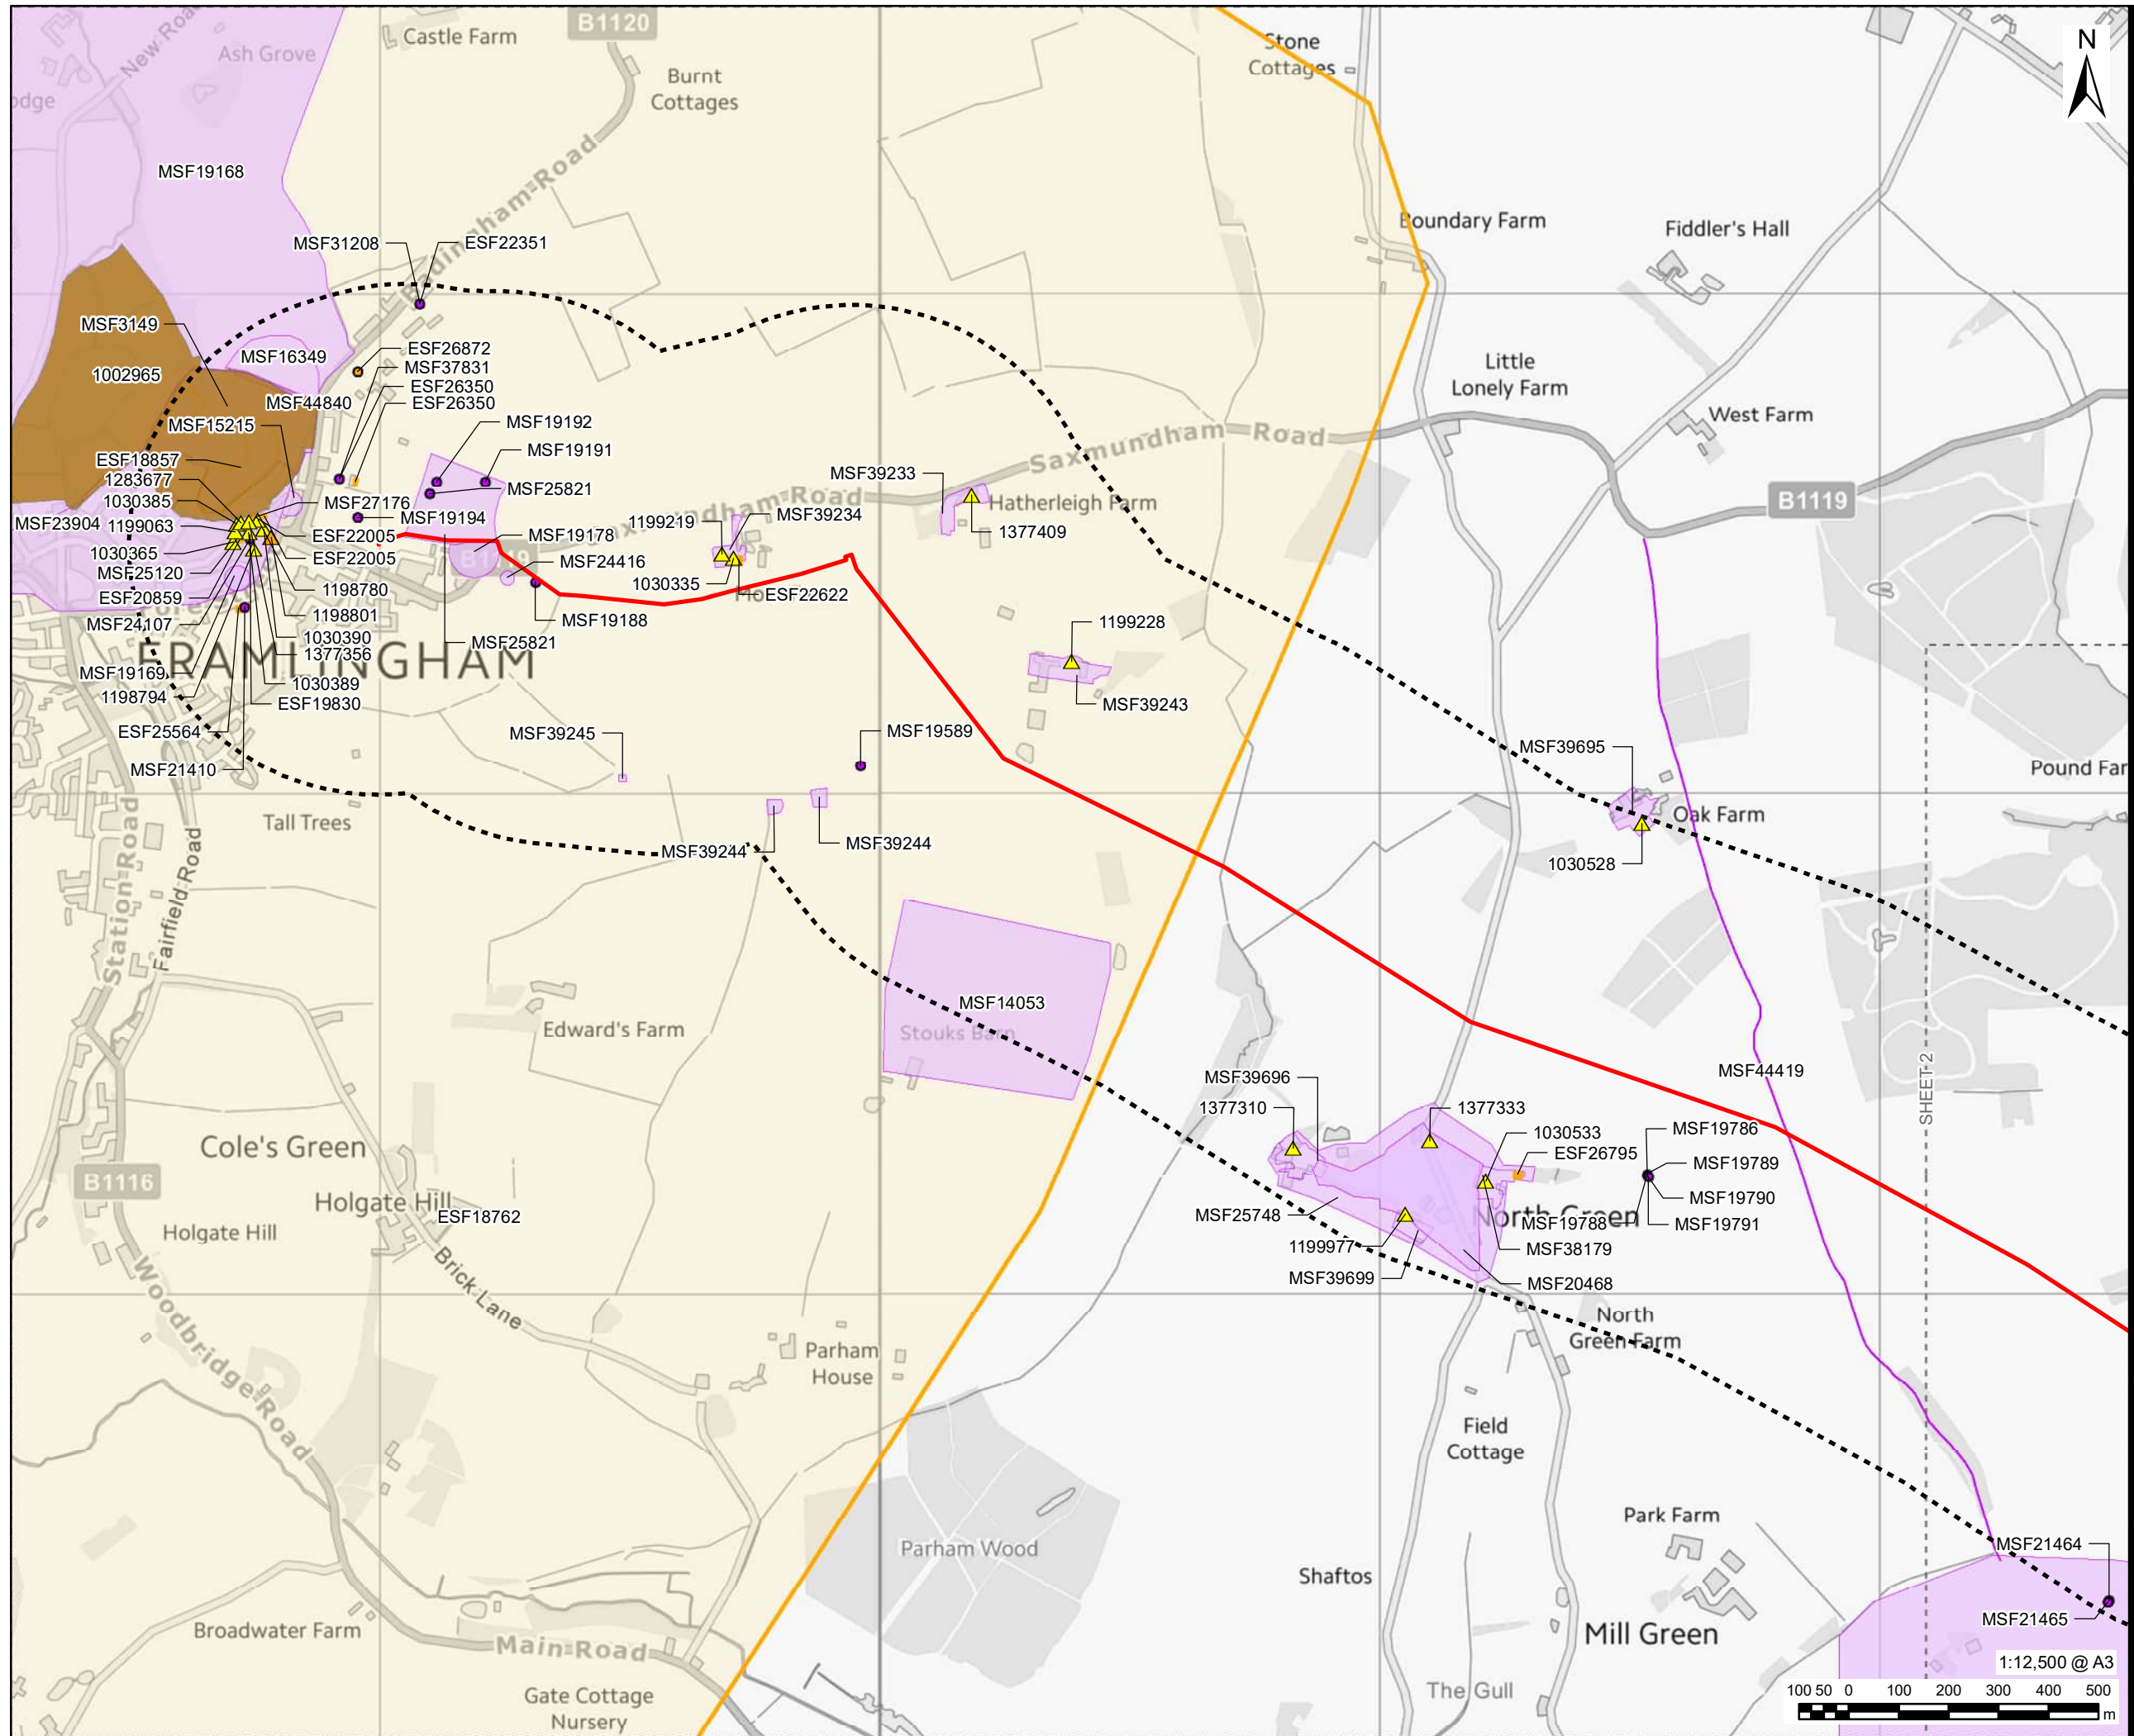 B1120
Castle Farm
New Road
Ash Grove
odge
Burnt
Cottages
Stone
Cottages
N
MSF19168
Badingham Road
Boundary Farm
Fiddler's Hall
MSF31208
ESF22351
MSF3149
MSF16349
ESF26872
MSF37831
ESF26350
ESF26350
1002965
MSF44840
MSF15215
Little
Lonely Farm
West Farm
MSF19192
MSF19191
MSF25821
Saxmundham Road
ESF18857
1283677
1030385
MSF23904
1199063
1030365
MSF25120
ESF20859
MSF24107
MSF27176
MSF19194
ESF22005
ESF22005
1198780
1198801
1030390
1377356
1030389
ESF19830
MSF19169
1198794
ESF25564
MSF21410
FRAMLINGHAM
Saxmundham Road
B1119
MSF19178
MSF24416
MSF19188
MSF25821
1199219
MSF39234
1030335
ESF22622
MSF39233
Hatherleigh Farm
1377409
B1119
1199228
MSF39243
MSF39245
MSF19589
MSF39244
MSF39244
MSF39695
Oak Farm
1030528
Pound Far
Tall Trees
Station Road
Fairfield Road
MSF14053
Stouks Barn
Edward's Farm
SHEET 2
MSF44419
MSF39696
1377310
1377333
1030533
ESF26795
MSF19786
MSF19789
MSF19790
MSF19788
MSF19791
North Green
MSF25748
1199977
MSF39699
MSF38179
MSF20468
Cole's Green
B1116
Holgate Hill
Holgate Hill
ESF18762
Brick Lane
Woodbridge Road
North
Green Farm
Parham
House
Field
Cottage
Park Farm
Parham Wood
Shaftos
MSF21464
MSF21465
Mill Green
Broadwater Farm
Main Road
Gate Cottage
Nursery
The Gull
1:12,500 @ A3
100 50 0 100 200 300 400 500
m